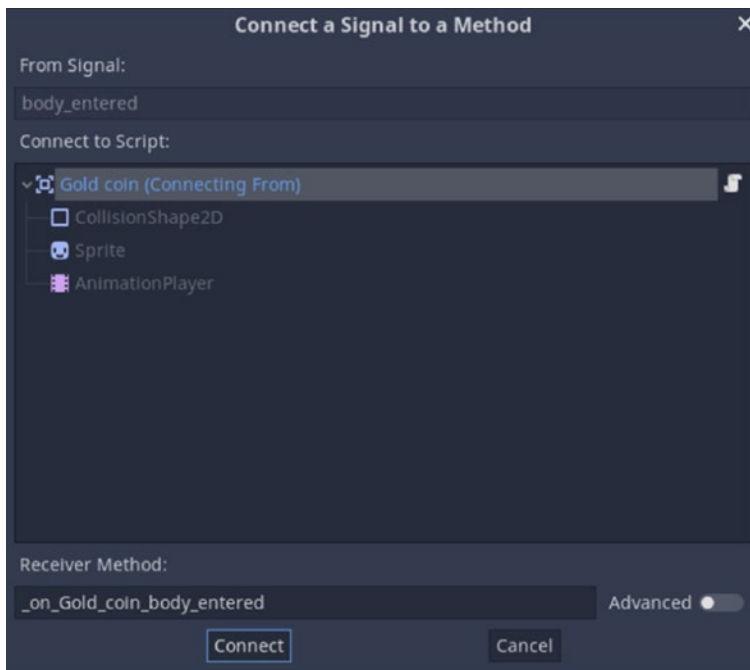 Connect a Signal to a Method
From Signal:
body_entered
Connect to Script:
Gold coin (Connecting From)
CollisionShape2D
Sprite
AnimationPlayer
Receiver Method:
_on_Gold_coin_body_entered
Advanced
Connect Cancel